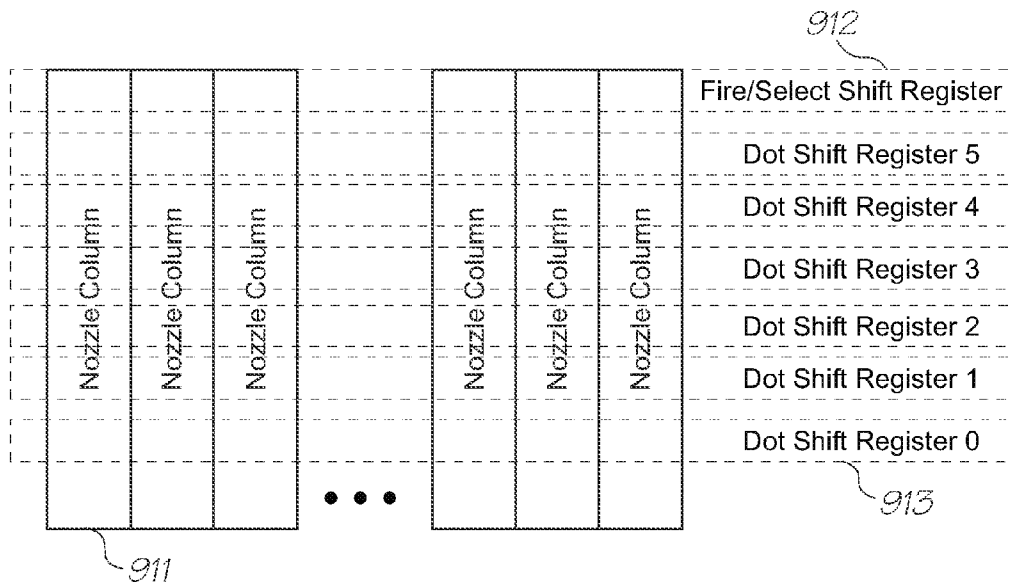 912
Fire/Select Shift Register
Dot Shift Register 5
Dot Shift Register 4
Dot Shift Register 3
Dot Shift Register 2
Dot Shift Register 1
Dot Shift Register 0
Nozzle Column
Nozzle Column
Nozzle Column
Nozzle Column
Nozzle Column
Nozzle Column
913
911